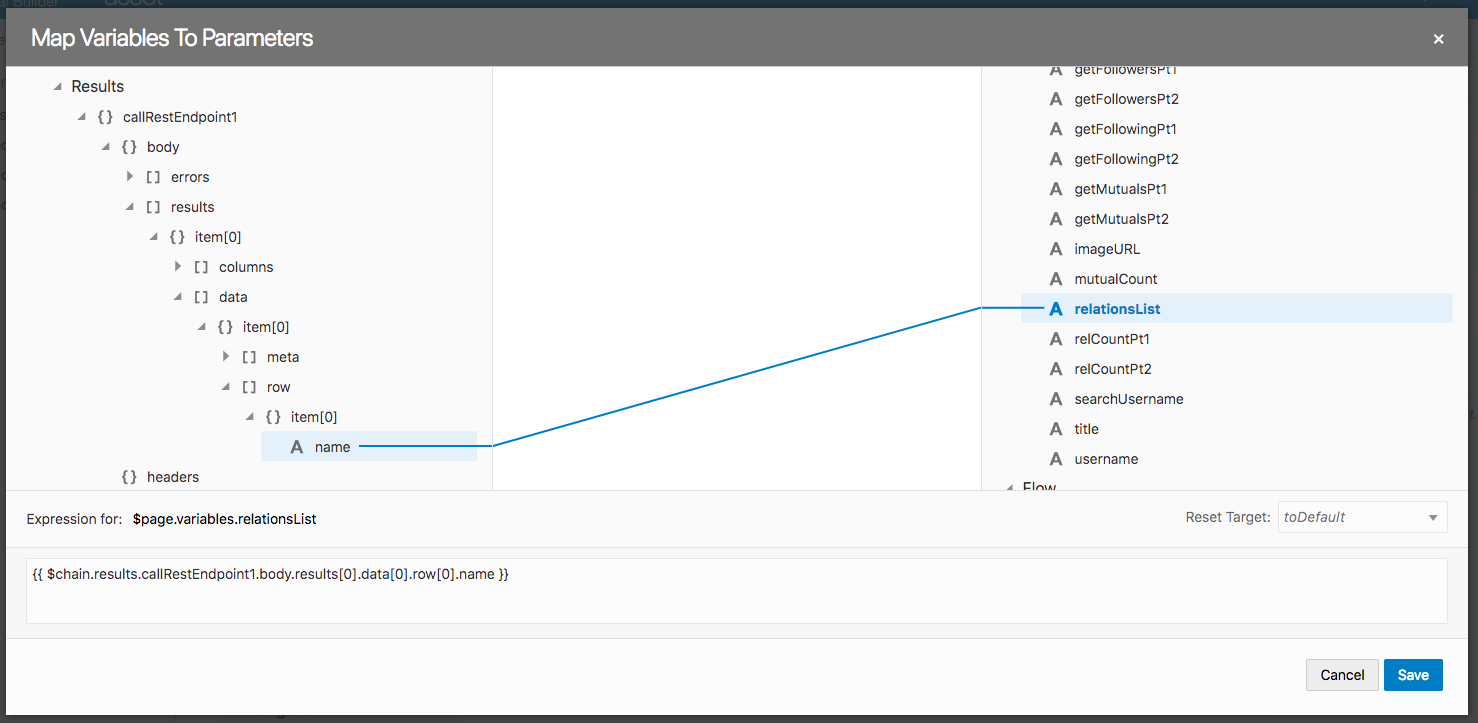 Map Variables To Parameters
×
Results
{} callRestEndpoint1
{} body
[] errors
[] results
{} item[0]
[] columns
[] data
{} item[0]
[] meta
[] row
{} item[0]
A name
{} headers
A getFollowersPt1
A getFollowersPt2
A getFollowingPt1
A getFollowingPt2
A getMutualsPt1
A getMutualsPt2
A imageURL
A mutualCount
A relationsList
A relCountPt1
A relCountPt2
A searchUsername
A title
A username
Flow
Expression for: $page.variables.relationsList
Reset Target: toDefault
{{ $chain.results.callRestEndpoint1.body.results[0].data[0].row[0].name }}
Cancel Save